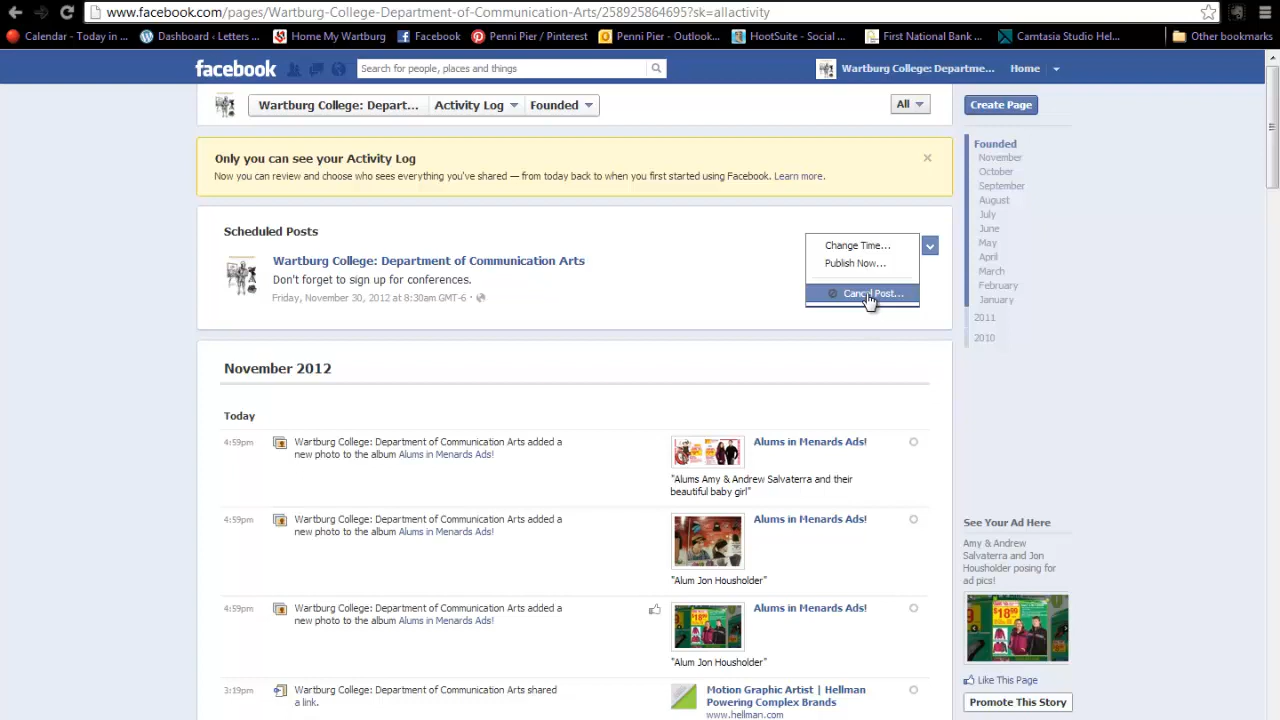 www.facebook.com/pages/Wartburg-College-Department-of-Communication-Arts/258925864695?sk=allactivity
Calendar - Today in ...
Dashboard ‹ Letters ...
Home My Wartburg
Facebook
Penni Pier / Pinterest
Penni Pier - Outlook...
HootSuite - Social ...
First National Bank ...
Camtasia Studio Hel...
Other bookmarks
facebook
Search for people, places and things
Wartburg College: Departme...
Home
Wartburg College: Depart...
Activity Log
Founded
All
Create Page
Only you can see your Activity Log
Now you can review and choose who sees everything you've shared — from today back to when you first started using Facebook. Learn more.
Founded
November
October
September
August
July
June
May
April
March
February
January
2011
2010
Scheduled Posts
Wartburg College: Department of Communication Arts
Don't forget to sign up for conferences.
Friday, November 30, 2012 at 8:30am GMT-6 ·
Change Time...
Publish Now...
Cancel Post...
November 2012
Today
4:59pm
Wartburg College: Department of Communication Arts added a
new photo to the album Alums in Menards Ads!
Alums in Menards Ads!
"Alums Amy & Andrew Salvaterra and their
beautiful baby girl"
4:59pm
Wartburg College: Department of Communication Arts added a
new photo to the album Alums in Menards Ads!
Alums in Menards Ads!
"Alum Jon Housholder"
4:59pm
Wartburg College: Department of Communication Arts added a
new photo to the album Alums in Menards Ads!
Alums in Menards Ads!
"Alum Jon Housholder"
3:19pm
Wartburg College: Department of Communication Arts shared
a link.
Motion Graphic Artist | Hellman
Powering Complex Brands
www.hellman.com
See Your Ad Here
Amy & Andrew
Salvaterra and Jon
Housholder posing for
ad pics!
$18.99
Like This Page
Promote This Story